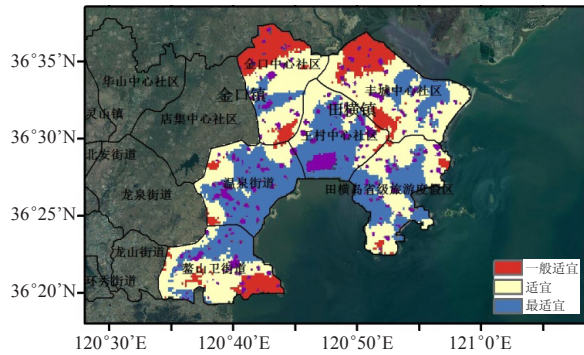 36°35′N
金口中心社区
华山中心社区
丰城中心社区
金口镇
田横镇
灵山镇
店集中心社区
36°30′N
王村中心社区
北安街道
温泉街道
龙泉街道
田横岛省级旅游度假区
36°25′N
龙山街道
鳌山卫街道
环秀街道
36°20′N
一般适宜
适宜
最适宜
120°30′E
120°40′E
120°50′E
121°0′E